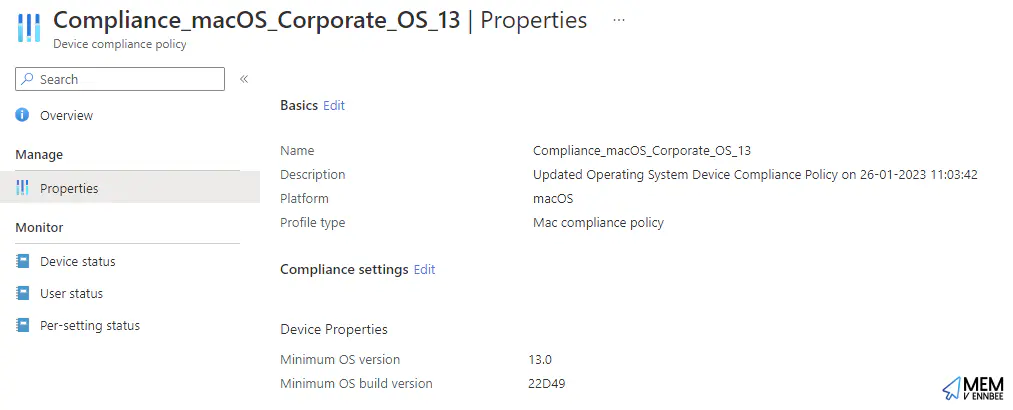 Compliance_macOS_Corporate_OS_13 | Properties ...
Device compliance policy
Search
«
Overview
Manage
Properties
Monitor
Device status
User status
Per-setting status
Basics Edit
Name Compliance_macOS_Corporate_OS_13
Description Updated Operating System Device Compliance Policy on 26-01-2023 11:03:42
Platform macOS
Profile type Mac compliance policy
Compliance settings Edit
Device Properties
Minimum OS version 13.0
Minimum OS build version 22D49
MEM
V ENNBEE